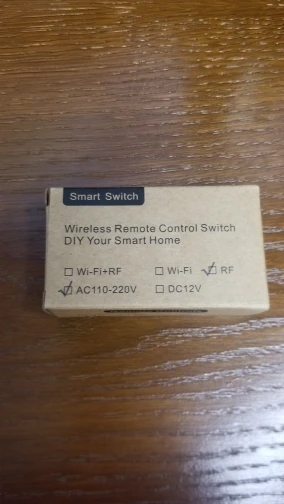 Smart Switch
Wireless Remote Control Switch
DIY Your Smart Home
Wi-Fi+RF Wi-Fi RF
AC110-220V DC12V